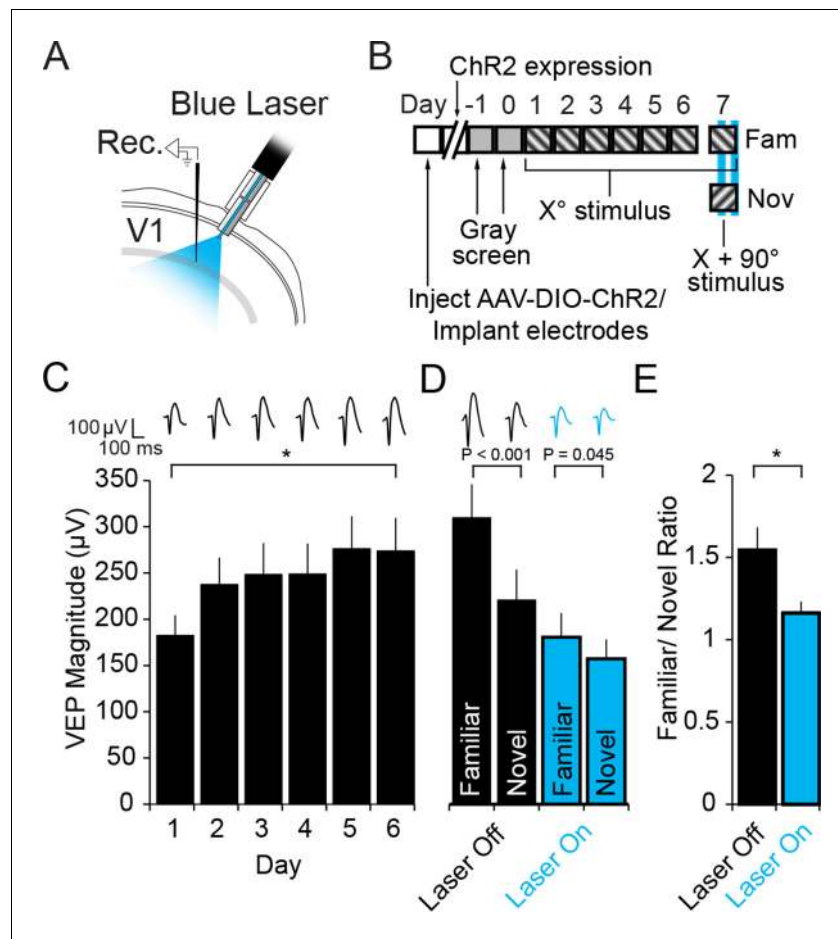 A
Blue Laser
Rec.
V1
B
ChR2 expression
Day -1 0 1 2 3 4 5 6 7
Fam
Nov
X° stimulus
Gray
screen
X + 90°
stimulus
Inject AAV-DIO-ChR2/
Implant electrodes
C
100 µV
100 ms
*
VEP Magnitude (µV)
350
300
250
200
150
100
50
0
1 2 3 4 5 6
Day
D
P < 0.001 P = 0.045
Familiar
Novel
Familiar
Novel
Laser Off
Laser On
E
*
Familiar/ Novel Ratio
2
1.5
1
0.5
0
Laser Off
Laser On